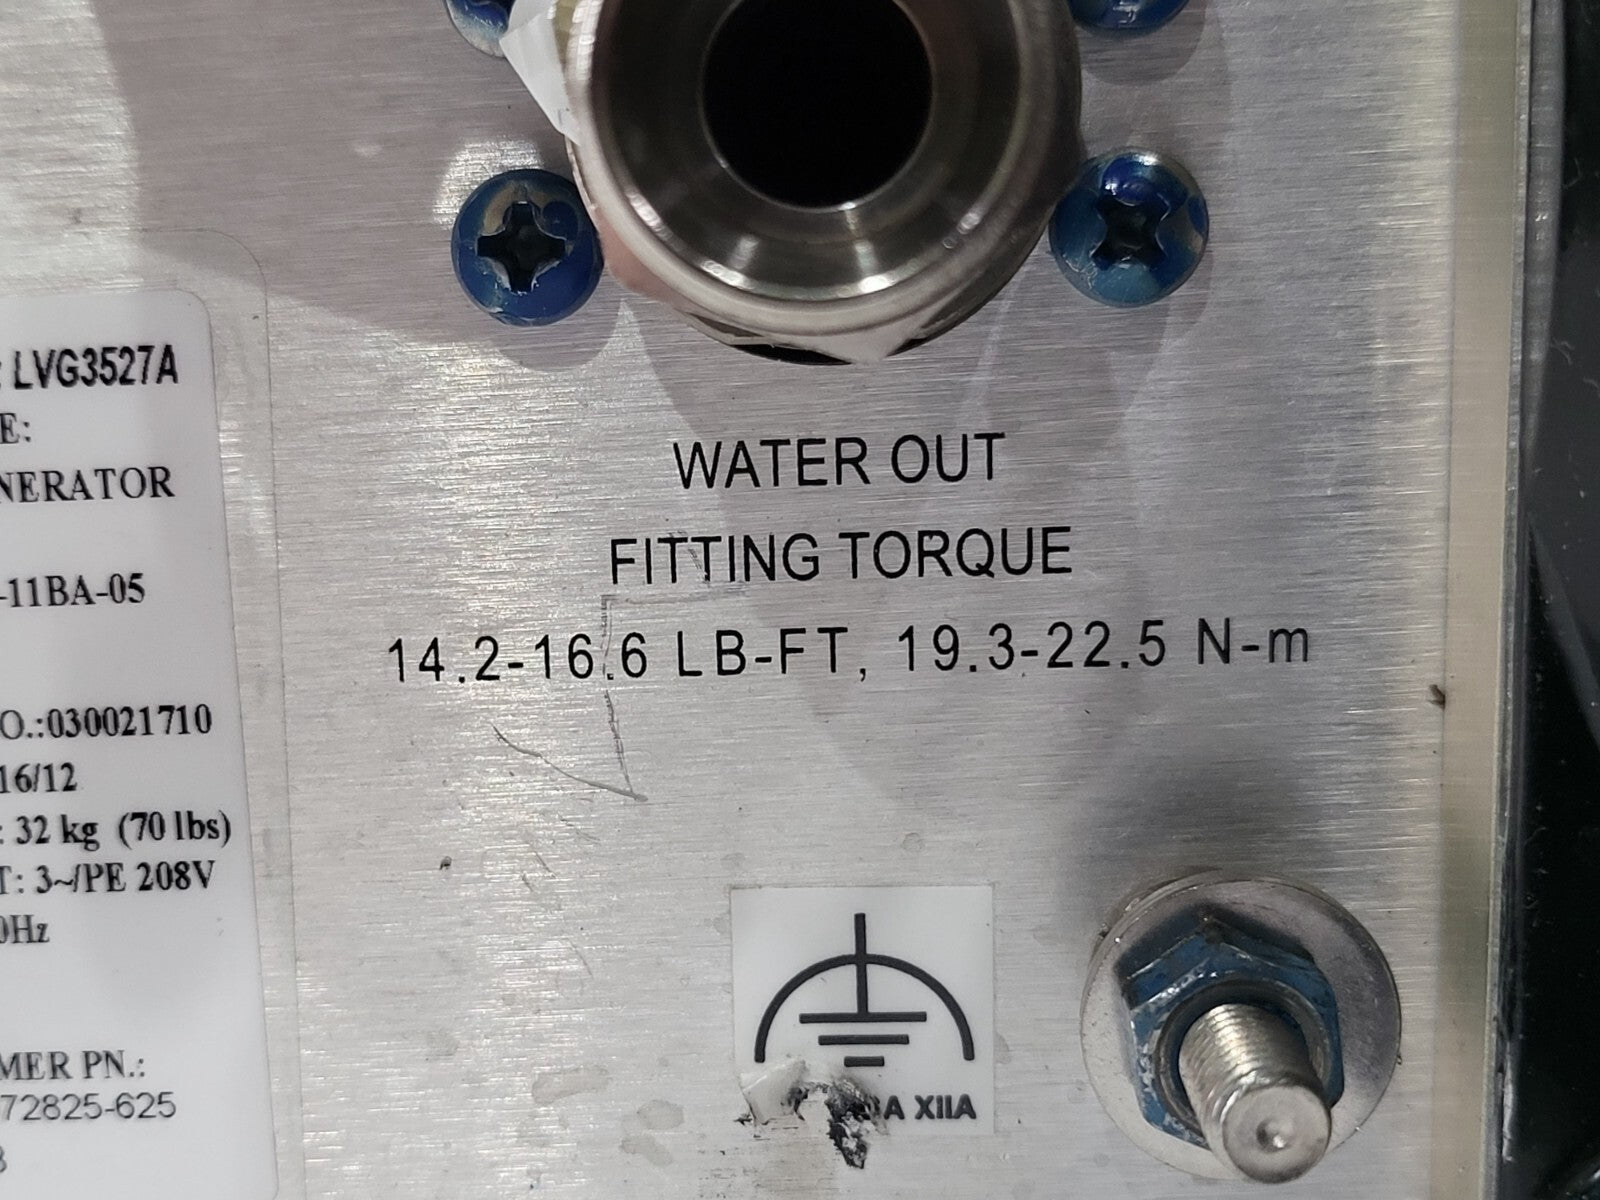 : LVG3527A
E:
NERATOR
-11BA-05
O.:030021710
16/12
: 32 kg (70 lbs)
T: 3~/PE 208V
0Hz
MER PN.:
72825-625
3
WATER OUT
FITTING TORQUE
14.2-16.6 LB-FT, 19.3-22.5 N-m
A XIIA